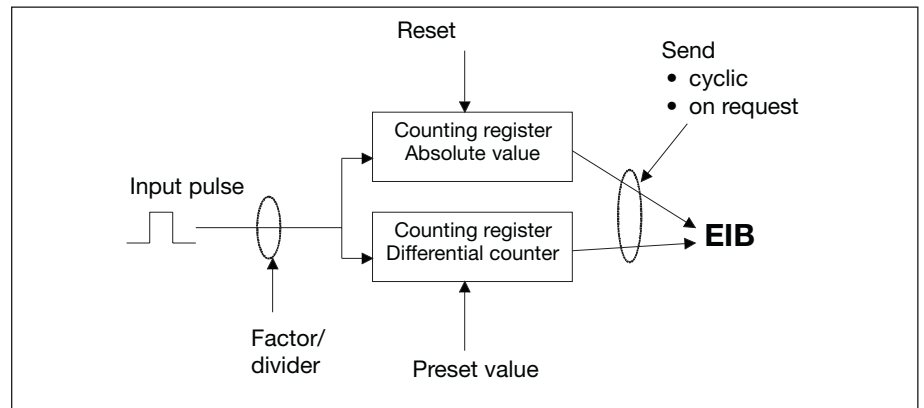 Reset
Send
• cyclic
• on request
Counting register
Absolute value
Input pulse
Counting register
Differential counter
EIB
Factor/
divider
Preset value